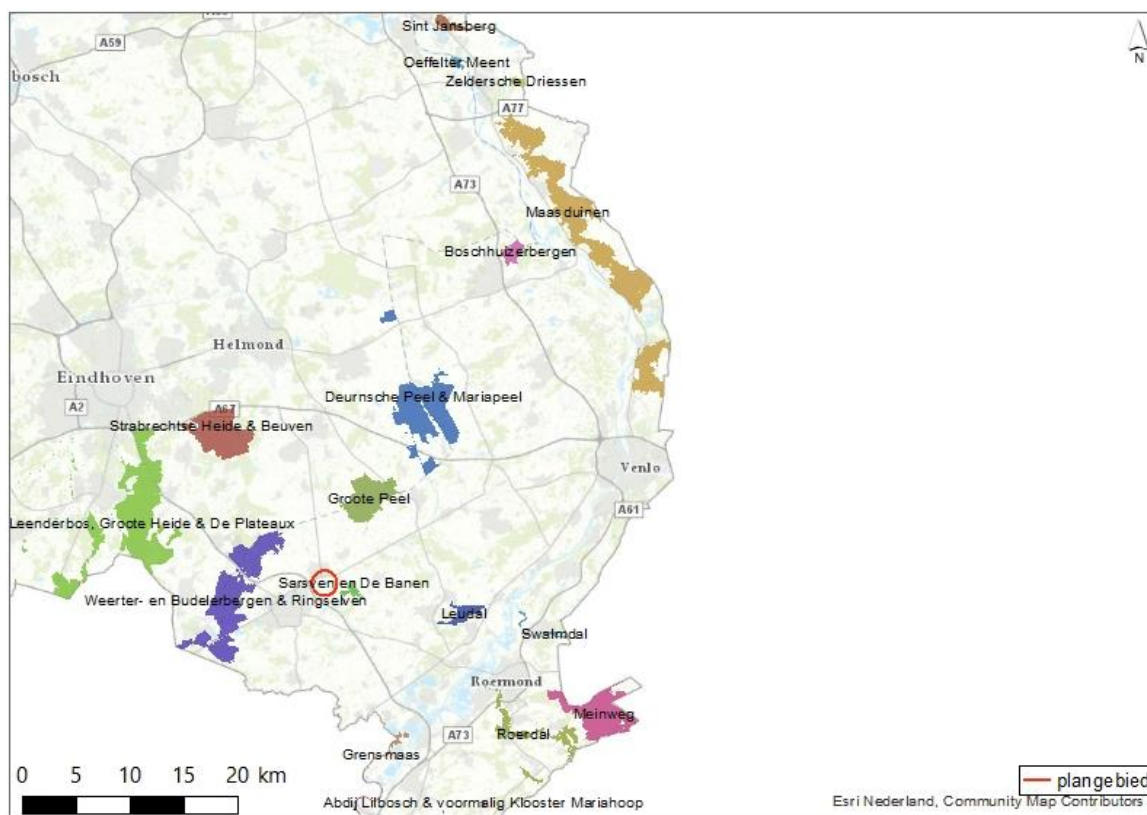 Sint Jansberg
A59
N
Oeffelter Meent
bosch
Zeldersche Driessen
A77
A73
Maasduinen
Boschhuizerbergen
Helmond
Eindhoven
Deurnsche Peel & Mariapeel
A2
A67
Strabrechtse Heide & Beuven
Venlo
Groote Peel
A61
Leenderbos, Groote Heide & De Plateaux
Sarsven en De Banen
Weerter- en Budelerbergen & Ringselven
Leudal
Swalmdal
Roermond
Meinweg
A73
Roerdal
Grensmaas
0 5 10 15 20 km
plangebied
Abdij Lilbosch & voormalig Klooster Mariahoop
Esri Nederland, Community Map Contributors